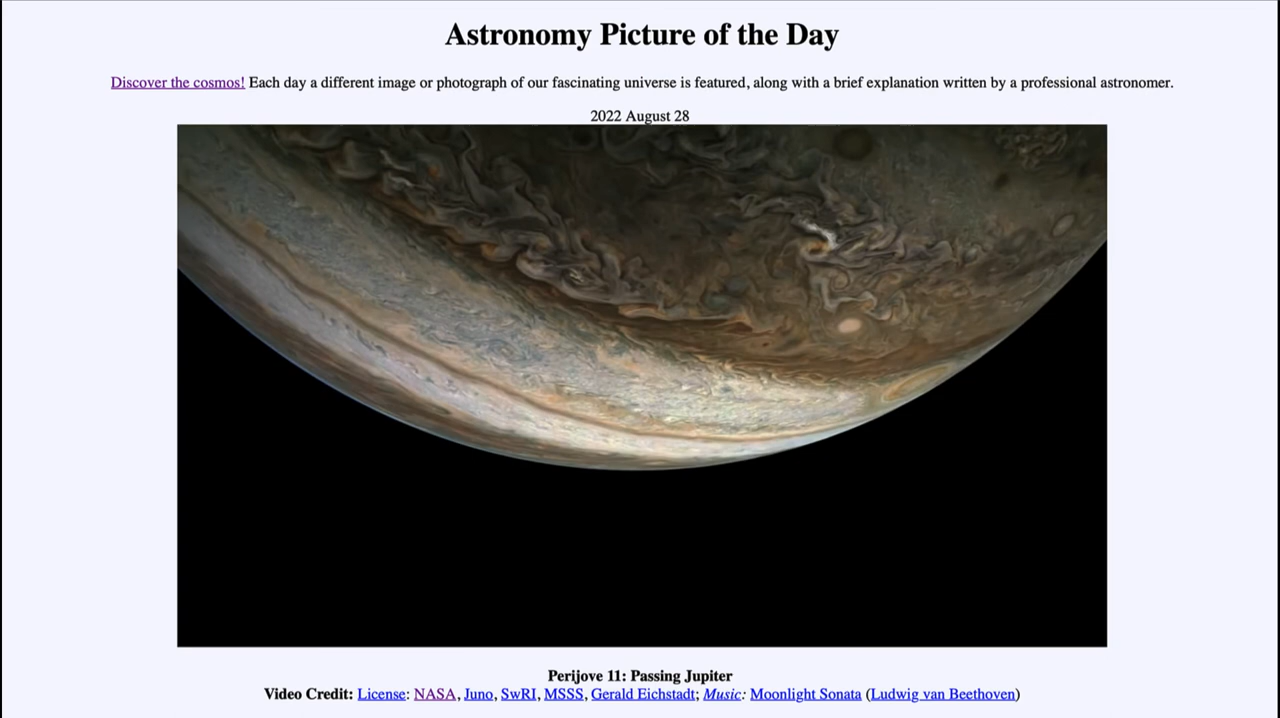 Astronomy Picture of the Day
Discover the cosmos! Each day a different image or photograph of our fascinating universe is featured, along with a brief explanation written by a professional astronomer.
2022 August 28
Perijove 11: Passing Jupiter
Video Credit: License: NASA, Juno, SwRI, MSSS, Gerald Eichstadt; Music: Moonlight Sonata (Ludwig van Beethoven)